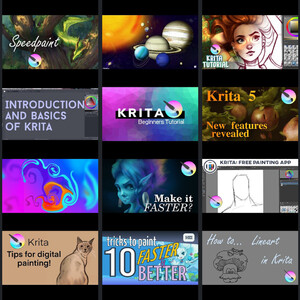 Speedpaint
KRITA
TUTORIAL
INTRODUCTION
AND BASICS
OF KRITA
KRITA
Beginners Tutorial
Krita 5
New features
revealed
Make it
FASTER?
KRITA: FREE PAINTING APP
Krita
Tips for digital
painting!
tricks to paint
10 FASTER
BETTER
How to... Lineart
in Krita